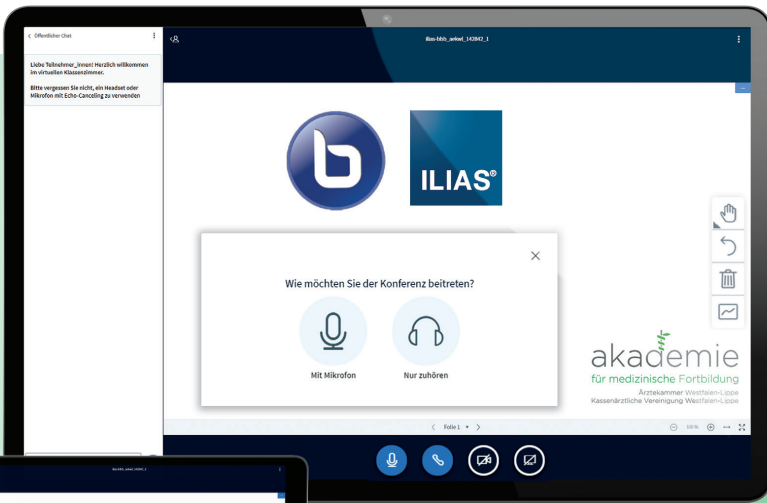 Öffentlicher Chat
ilias-bbb_aekwl_142042_1
Liebe Teilnehmer_innen! Herzlich willkommen
im virtuellen Klassenzimmer.
Bitte vergessen Sie nicht, ein Headset oder
Mikrofon mit Echo-Canceling zu verwenden
b
ILIAS®
Wie möchten Sie der Konferenz beitreten?
Mit Mikrofon
Nur zuhören
akademie
für medizinische Fortbildung
Ärztekammer Westfalen-Lippe
Kassenärztliche Vereinigung Westfalen-Lippe
Folie 1
100 %